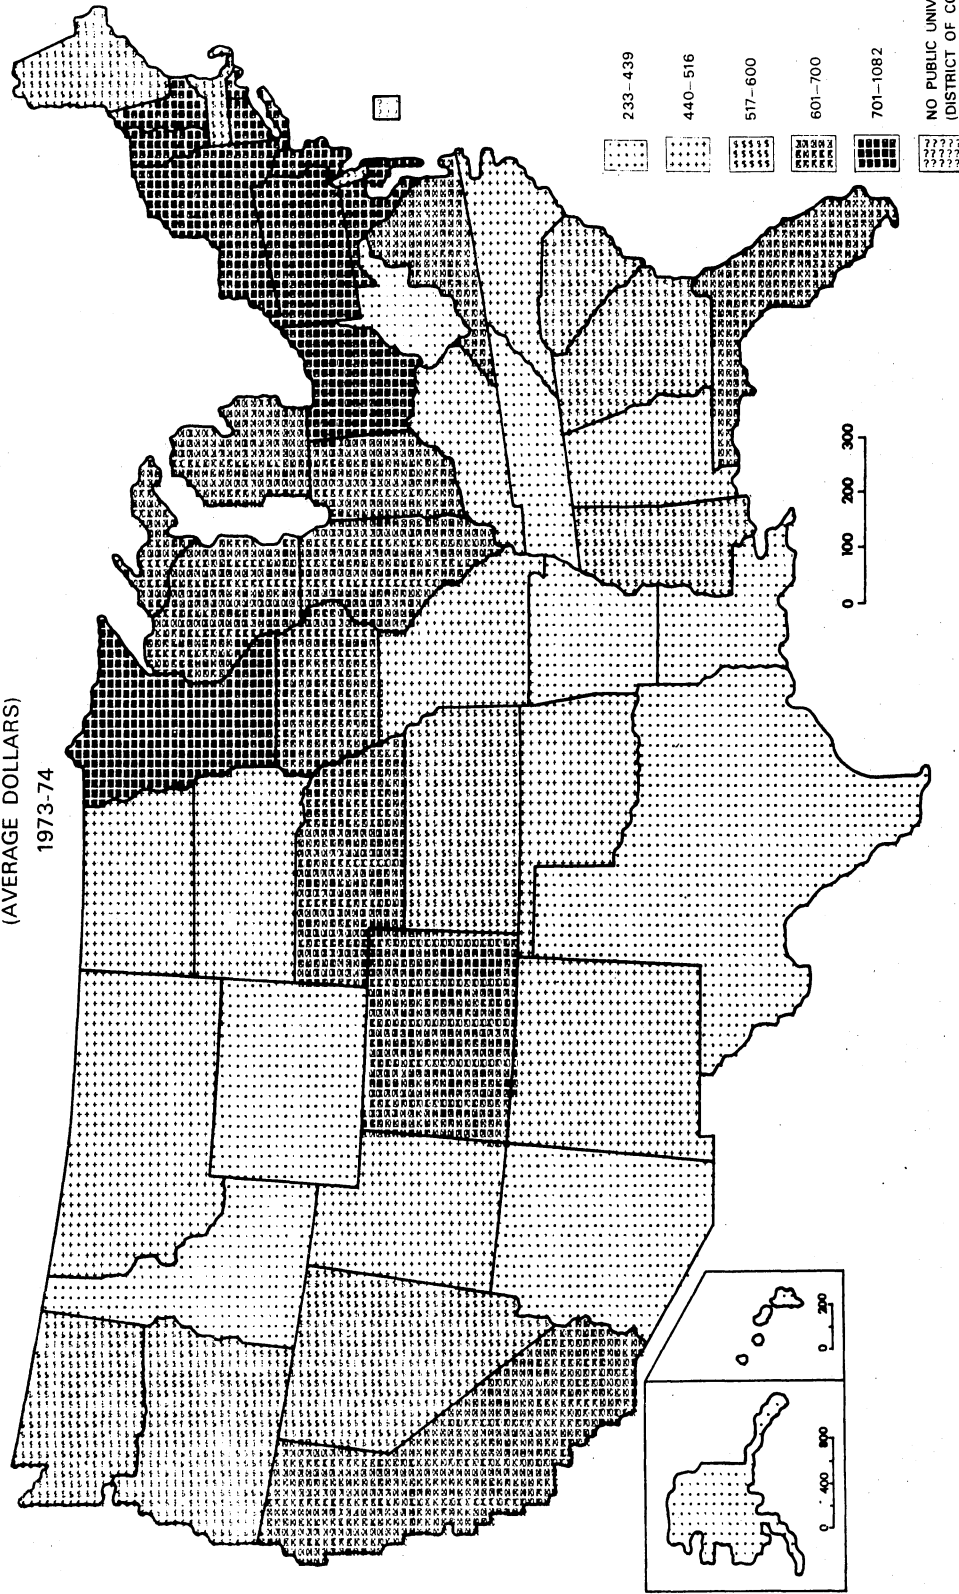 (AVERAGE DOLLARS)
1973-74
233–439
440–516
517–600
601–700
701–1082
NO PUBLIC UNIV
(DISTRICT OF CO
0 100 200 300
0 200
0 400 800